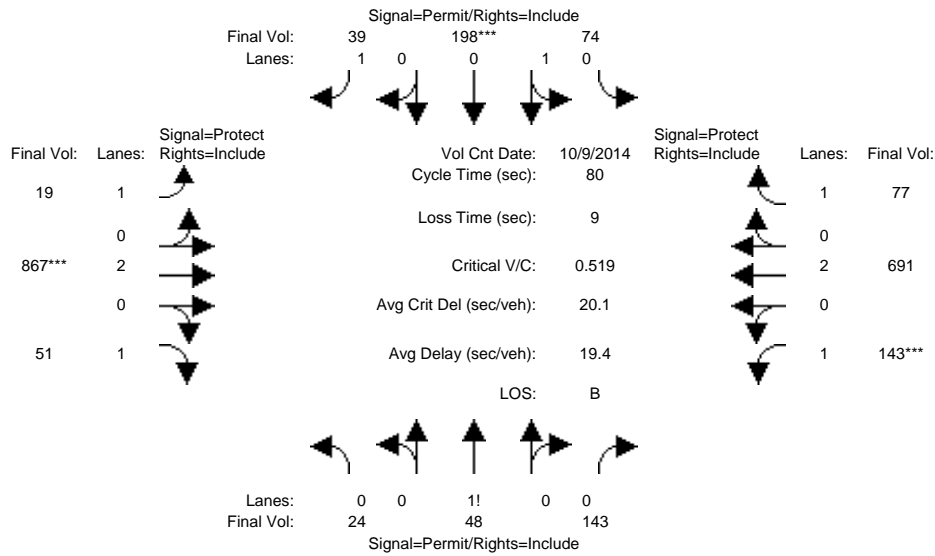 Signal=Permit/Rights=Include
Final Vol: 39 198*** 74
Lanes: 1 0 0 1 0
Signal=Protect Signal=Protect
Final Vol: Lanes: Rights=Include Vol Cnt Date: 10/9/2014 Rights=Include Lanes: Final Vol:
Cycle Time (sec): 80
19 1 1 77
Loss Time (sec): 9
0 0
867*** 2 Critical V/C: 0.519 2 691
0 Avg Crit Del (sec/veh): 20.1 0
51 1 Avg Delay (sec/veh): 19.4 1 143***
LOS: B
Lanes: 0 0 1! 0 0
Final Vol: 24 48 143
Signal=Permit/Rights=Include